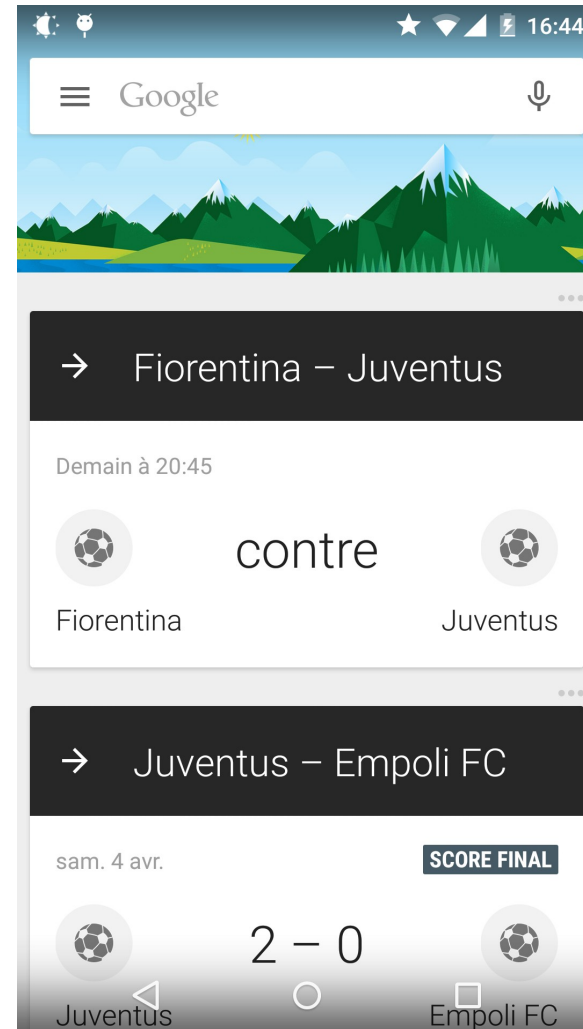 16:44
Google
Fiorentina – Juventus
Demain à 20:45
contre
Fiorentina Juventus
Juventus – Empoli FC
sam. 4 avr. SCORE FINAL
2 – 0
Juventus Empoli FC